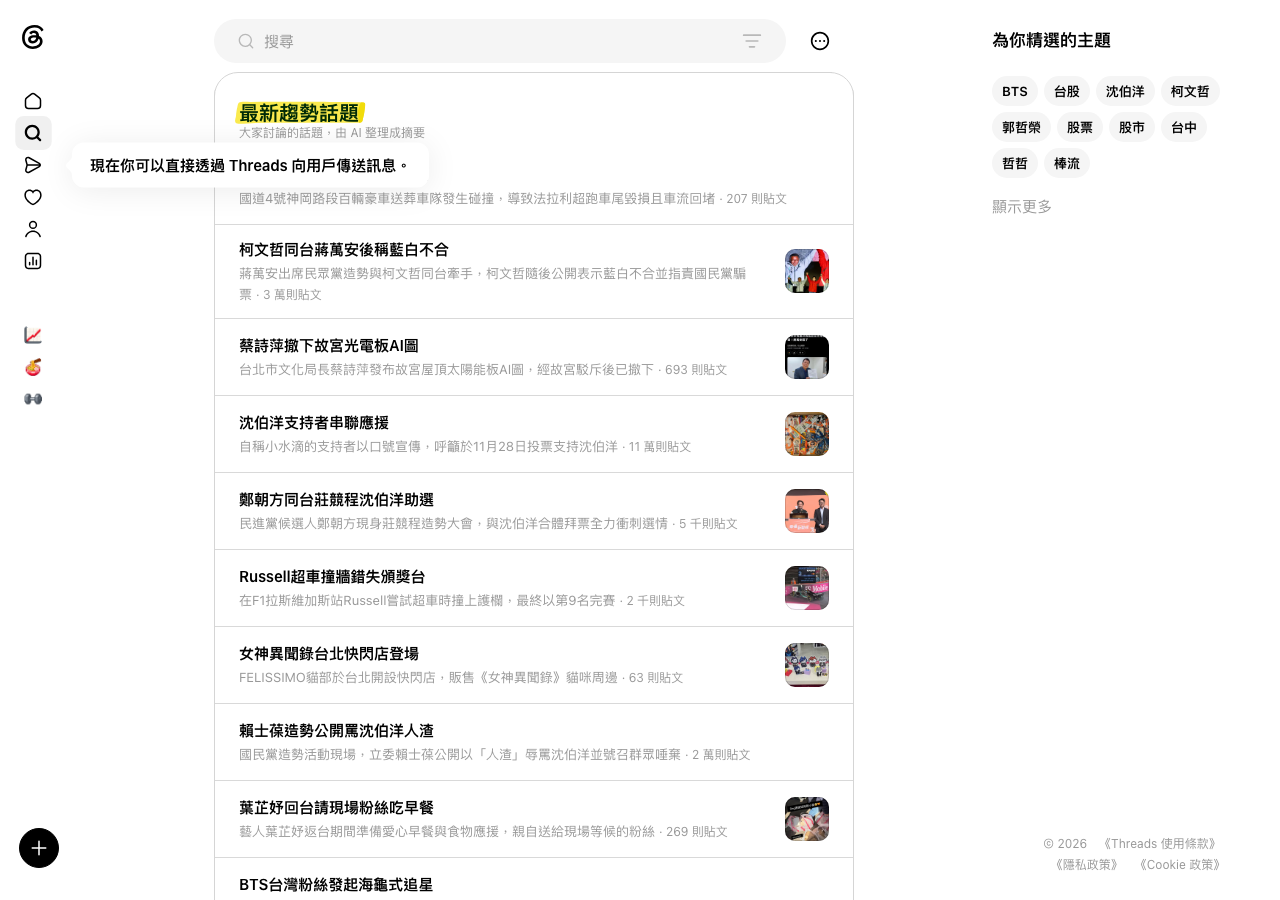 搜尋
最新趨勢話題
大家討論的話題，由 AI 整理成摘要
現在你可以直接透過 Threads 向用戶傳送訊息。
國道4號神岡路段百輛豪車送葬車隊發生碰撞，導致法拉利超跑車尾毀損且車流回堵 · 207 則貼文
柯文哲同台蔣萬安後稱藍白不合
蔣萬安出席民眾黨造勢與柯文哲同台牽手，柯文哲隨後公開表示藍白不合並指責國民黨騙
票 · 3 萬則貼文
蔡詩萍撤下故宮光電板AI圖
台北市文化局長蔡詩萍發布故宮屋頂太陽能板AI圖，經故宮駁斥後已撤下 · 693 則貼文
沈伯洋支持者串聯應援
自稱小水滴的支持者以口號宣傳，呼籲於11月28日投票支持沈伯洋 · 11 萬則貼文
鄭朝方同台莊競程沈伯洋助選
民進黨候選人鄭朝方現身莊競程造勢大會，與沈伯洋合體拜票全力衝刺選情 · 5 千則貼文
Russell超車撞牆錯失頒獎台
在F1拉斯維加斯站Russell嘗試超車時撞上護欄，最終以第9名完賽 · 2 千則貼文
女神異聞錄台北快閃店登場
FELISSIMO貓部於台北開設快閃店，販售《女神異聞錄》貓咪周邊 · 63 則貼文
賴士葆造勢公開罵沈伯洋人渣
國民黨造勢活動現場，立委賴士葆公開以「人渣」辱罵沈伯洋並號召群眾唾棄 · 2 萬則貼文
葉芷妤回台請現場粉絲吃早餐
藝人葉芷妤返台期間準備愛心早餐與食物應援，親自送給現場等候的粉絲 · 269 則貼文
BTS台灣粉絲發起海龜式追星
為你精選的主題
BTS 台股 沈伯洋 柯文哲
郭哲榮 股票 股市 台中
哲哲 棒流
顯示更多
© 2026 《Threads 使用條款》
《隱私政策》 《Cookie 政策》